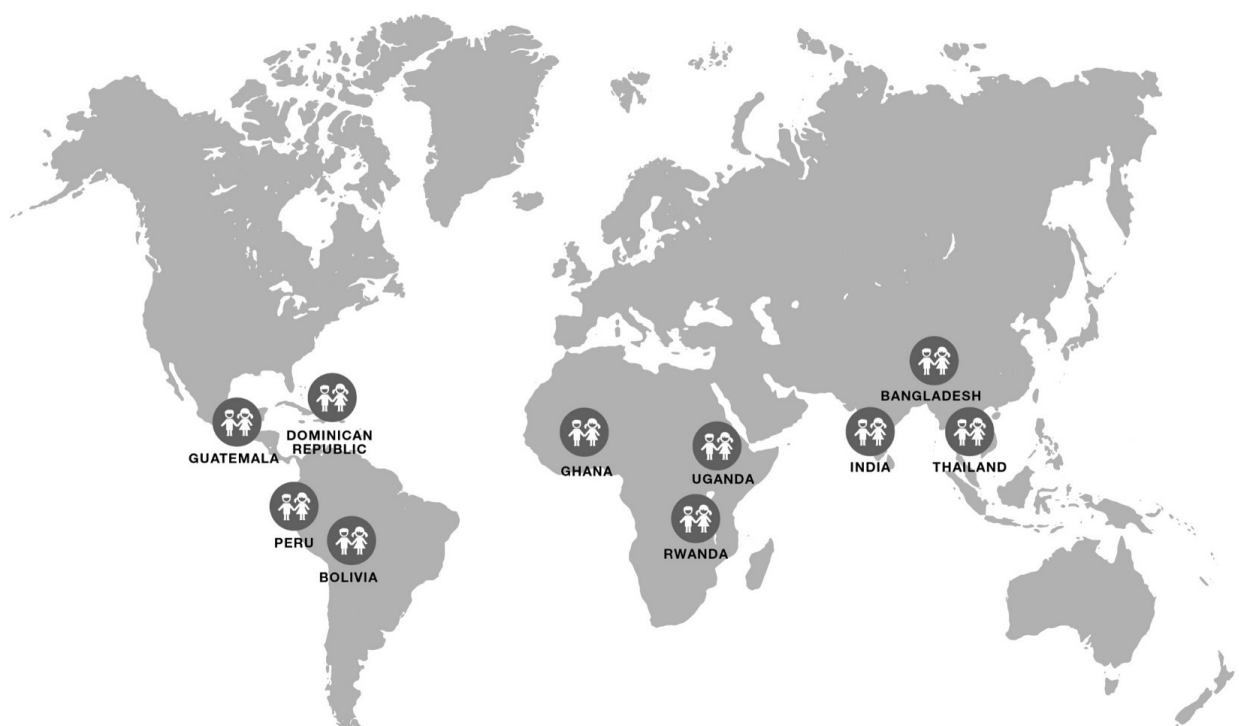 BANGLADESH
DOMINICAN
REPUBLIC
GUATEMALA
GHANA
UGANDA
INDIA
THAILAND
PERU
RWANDA
BOLIVIA